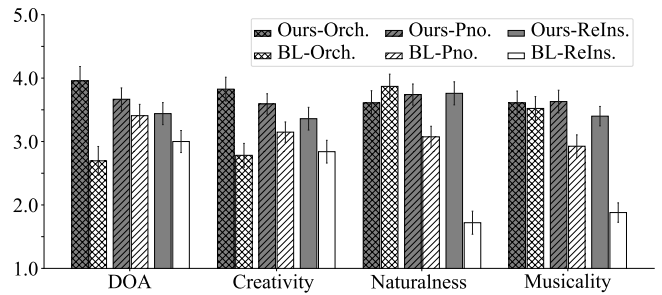 5.0
4.0
3.0
2.0
1.0
Ours-Orch. Ours-Pno. Ours-ReIns.
BL-Orch. BL-Pno. BL-ReIns.
DOA Creativity Naturalness Musicality